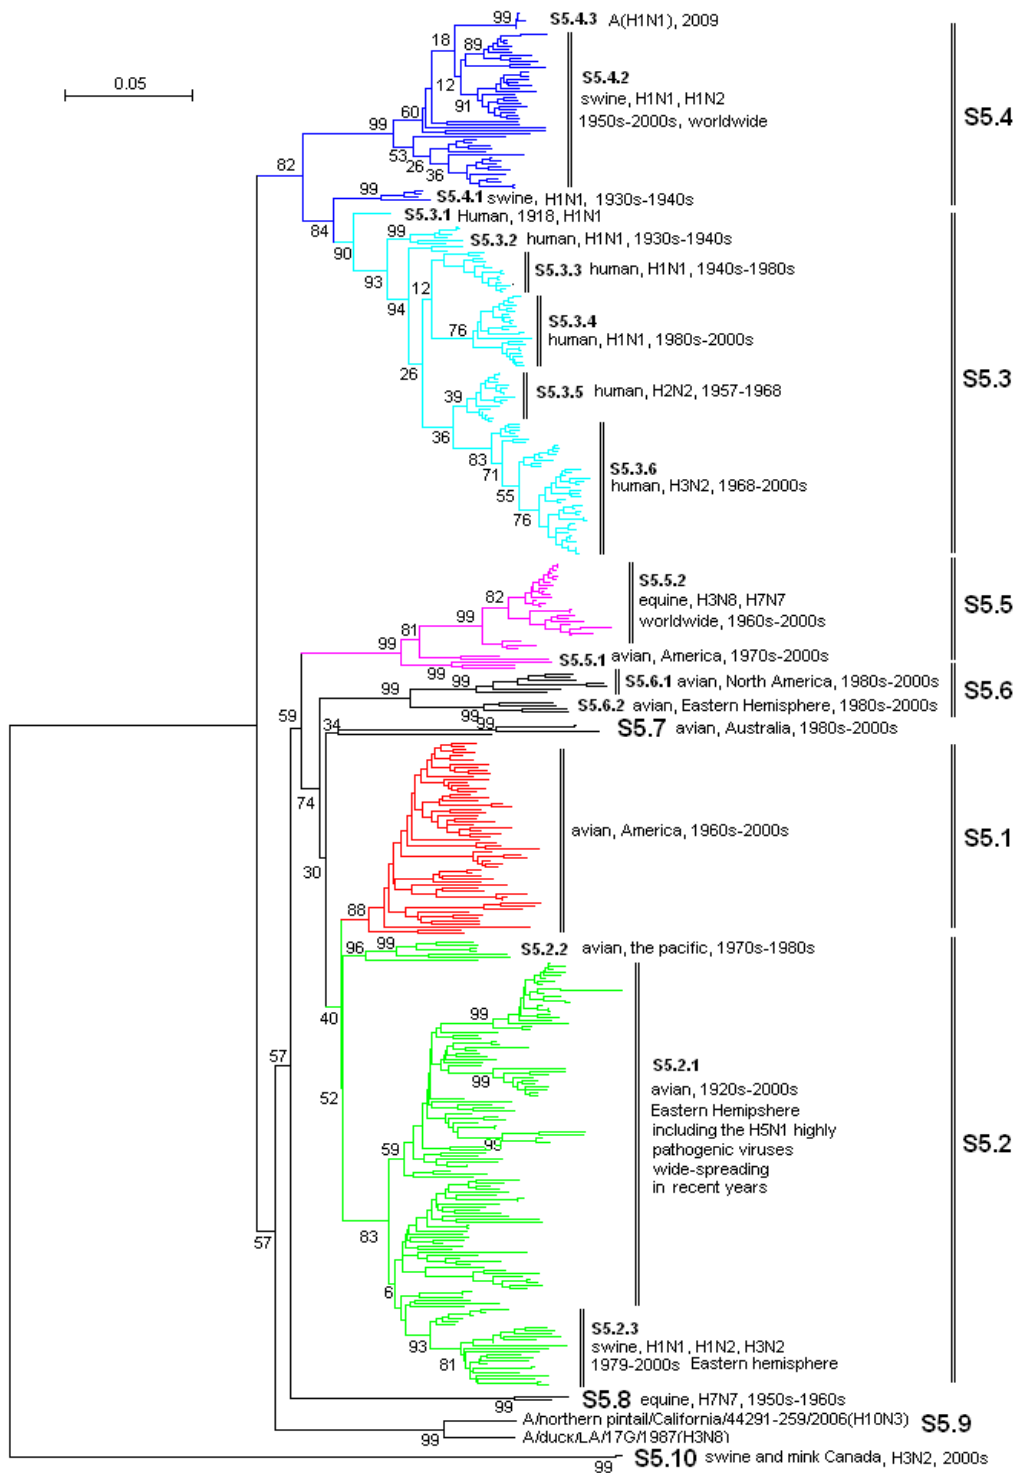 99 S5.4.3 A(H1N1), 2009
18
89
0.05
S5.4.2
12
swine, H1N1, H1N2
91
60
1950s-2000s, worldwide
S5.4
99
53
26
36
82
99
S5.4.1 swine, H1N1, 1930s-1940s
S5.3.1 Human, 1918, H1N1
84
99
S5.3.2 human, H1N1, 1930s-1940s
90
S5.3.3 human, H1N1, 1940s-1980s
93
12
94
S5.3.4
76
human, H1N1, 1980s-2000s
26
S5.3
39
S5.3.5 human, H2N2, 1957-1968
36
83
71
S5.3.6
human, H3N2, 1968-2000s
55
76
S5.5.2
82
equine, H3N8, H7N7
S5.5
99
worldwide, 1960s-2000s
81
99
S5.5.1 avian, America, 1970s-2000s
99
99
S5.6.1 avian, North America, 1980s-2000s
99
S5.6
S5.6.2 avian, Eastern Hemisphere, 1980s-2000s
99
59
34
99
S5.7 avian, Australia, 1980s-2000s
74
avian, America, 1960s-2000s
S5.1
30
88
96
99
S5.2.2 avian, the pacific, 1970s-1980s
40
99
57
S5.2.1
99
avian, 1920s-2000s
52
Eastern Hemipshere
including the H5N1 highly
59
99
pathogenic viruses
S5.2
wide-spreading
in recent years
83
57
6
S5.2.3
93
swine, H1N1, H1N2, H3N2
81
1979-2000s Eastern hemisphere
99
S5.8 equine, H7N7, 1950s-1960s
A/northern pintail/California/44291-259/2006(H10N3)
S5.9
99
A/duck/LA/17G/1987(H3N8)
99
S5.10 swine and mink Canada, H3N2, 2000s